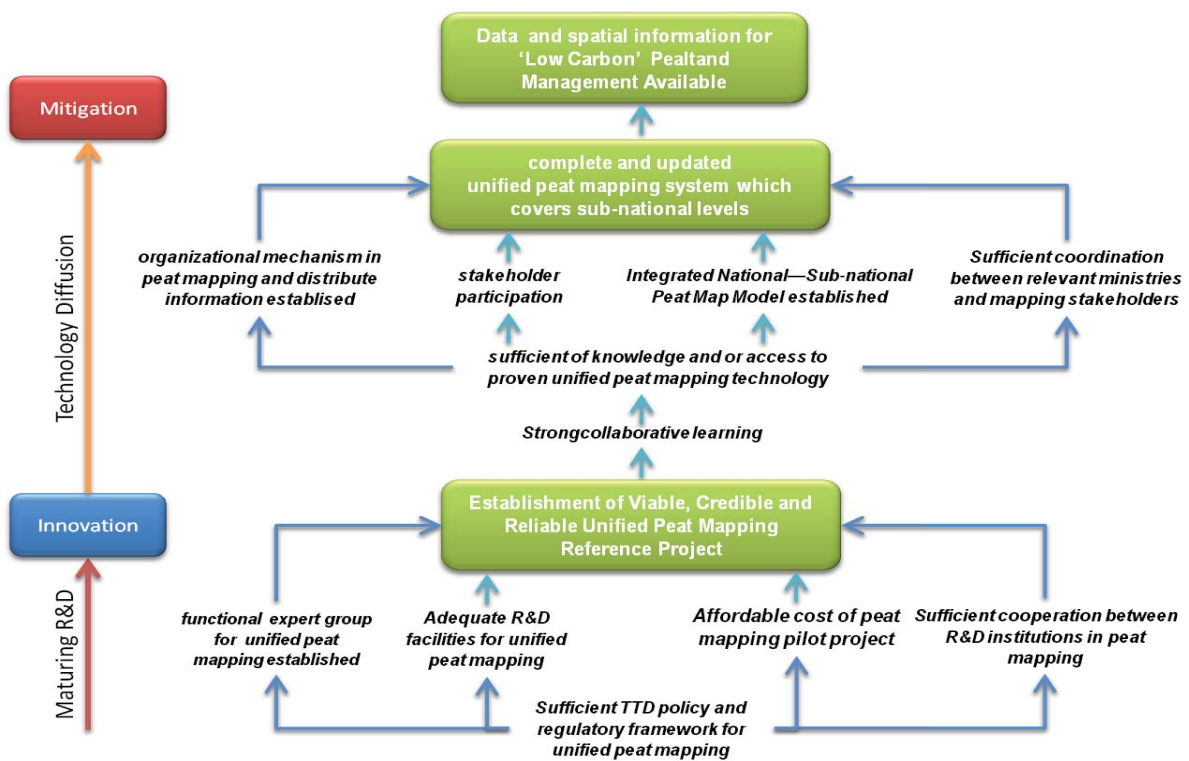 Data and spatial information for
‘Low Carbon’ Pealtand
Management Available
Mitigation
complete and updated
unified peat mapping system which
covers sub-national levels
Technology Diffusion
organizational mechanism in
peat mapping and distribute
information establised
stakeholder
participation
Integrated National—Sub-national
Peat Map Model established
Sufficient coordination
between relevant ministries
and mapping stakeholders
sufficient of knowledge and or access to
proven unified peat mapping technology
Strongcollaborative learning
Innovation
Establishment of Viable, Credible and
Reliable Unified Peat Mapping
Reference Project
Maturing R&D
functional expert group
for unified peat
mapping established
Adequate R&D
facilities for unified
peat mapping
Affordable cost of peat
mapping pilot project
Sufficient cooperation between
R&D institutions in peat
mapping
Sufficient TTD policy and
regulatory framework for
unified peat mapping